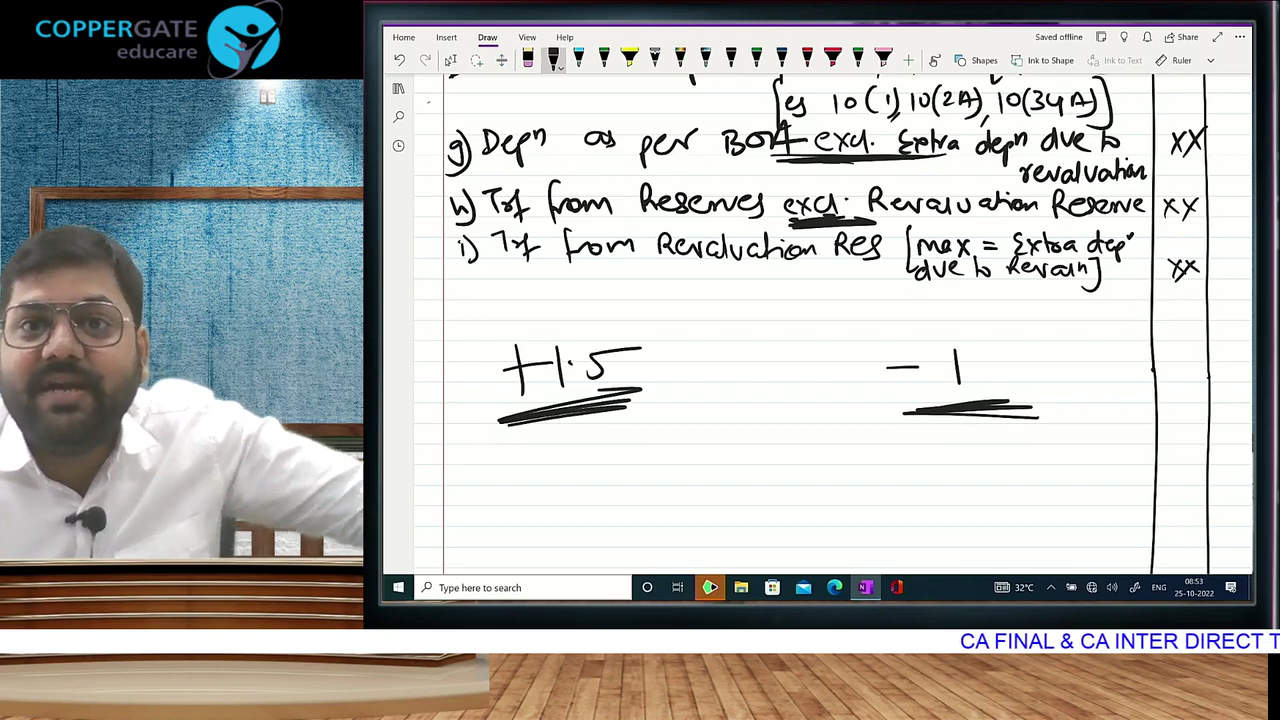 COPPERGATE
educare
Home Insert Draw View Help
Saved offline
Share
Shapes Ink to Shape Ink to Text Ruler
[eg 10(1), 10(2A), 10(34A)]
g) Depn as per BOA excl. Extra depn due to revaluation XX
h) Trf from Reserves excl. Revaluation Reserve XX
i) Trf from Revaluation Res [max = Extra depn due to Revaln] XX
+1.5 - 1
Type here to search
32°C ENG 08:53
25-10-2022
CA FINAL & CA INTER DIRECT T